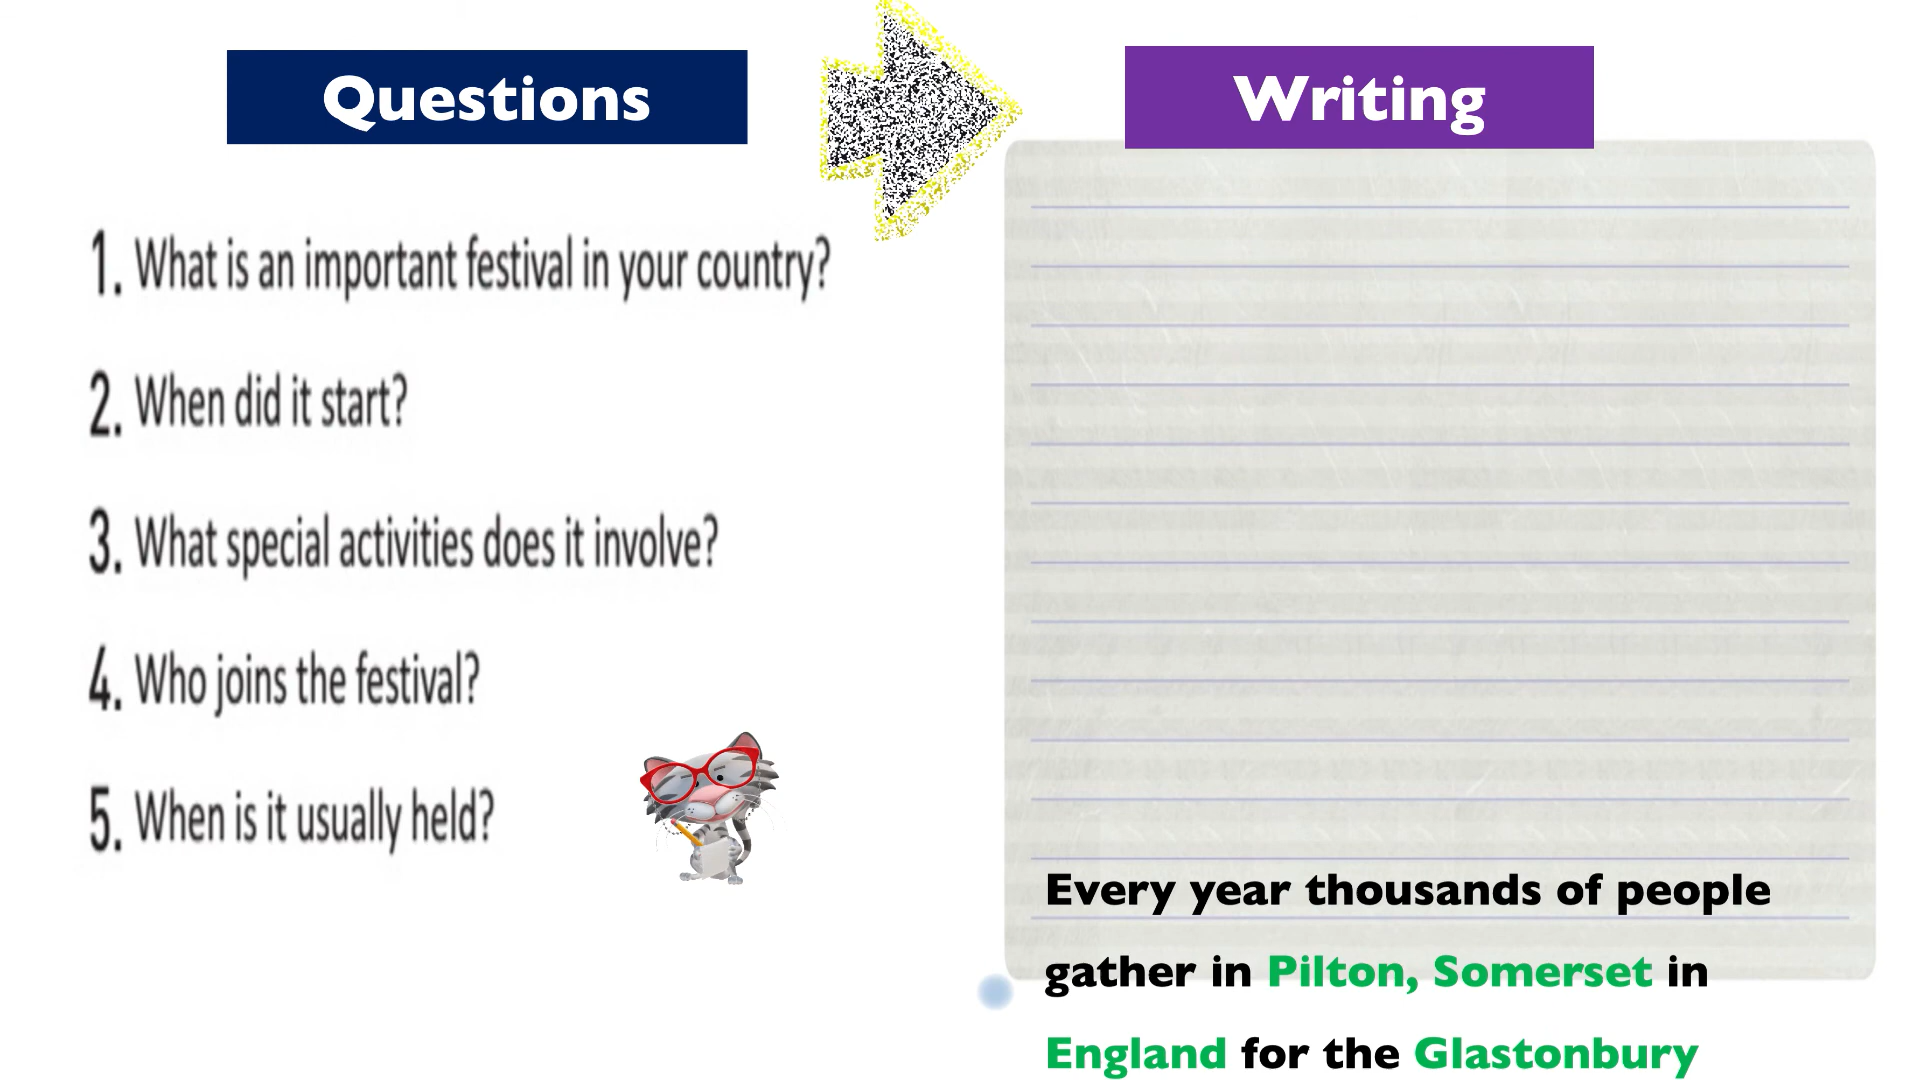 Questions
Writing
1. What is an important festival in your country?
2. When did it start?
3. What special activities does it involve?
4. Who joins the festival?
5. When is it usually held?
Every year thousands of people
gather in Pilton, Somerset in
England for the Glastonbury